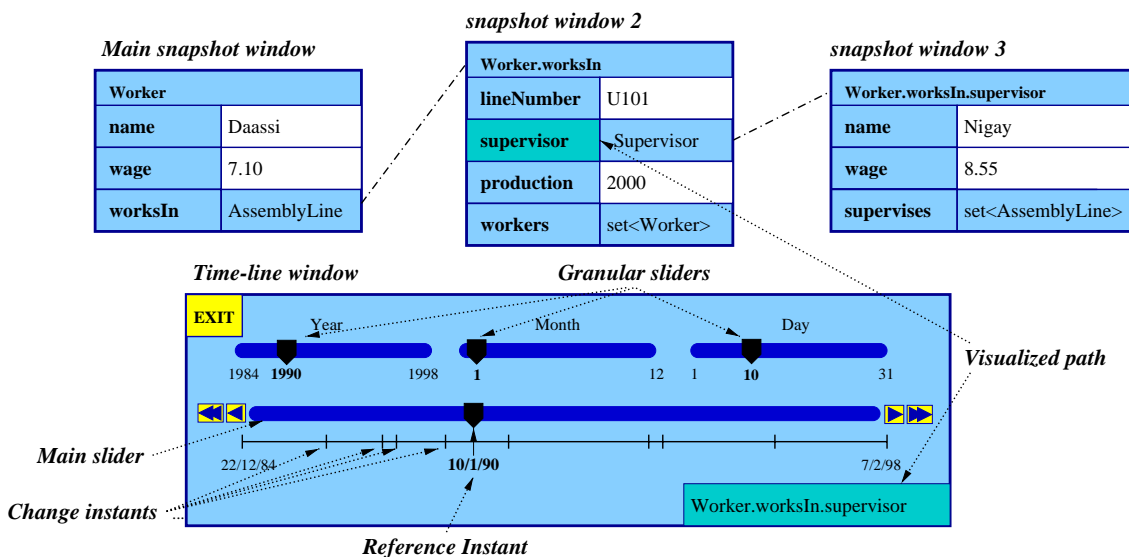 Main snapshot window
snapshot window 2
snapshot window 3
Worker
name Daassi
wage 7.10
worksIn AssemblyLine
Worker.worksIn
lineNumber U101
supervisor Supervisor
production 2000
workers set<Worker>
Worker.worksIn.supervisor
name Nigay
wage 8.55
supervises set<AssemblyLine>
Time-line window
Granular sliders
EXIT
Year Month Day
1984 1990 1998 1 12 1 10 31
Visualized path
Main slider
22/12/84 10/1/90 7/2/98
Change instants
Worker.worksIn.supervisor
Reference Instant